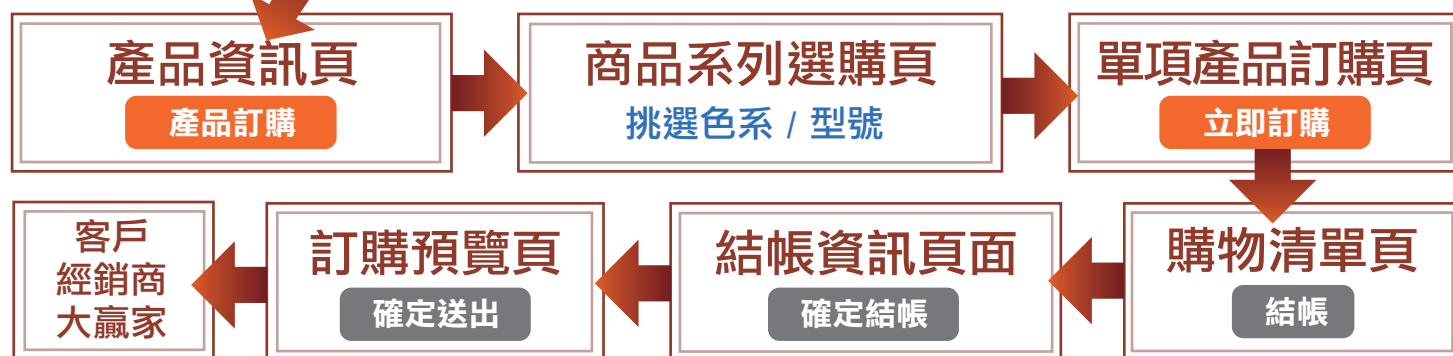 產品資訊頁
產品訂購
商品系列選購頁
挑選色系 / 型號
單項產品訂購頁
立即訂購
購物清單頁
結帳
結帳資訊頁面
確定結帳
訂購預覽頁
確定送出
客戶
經銷商
大贏家